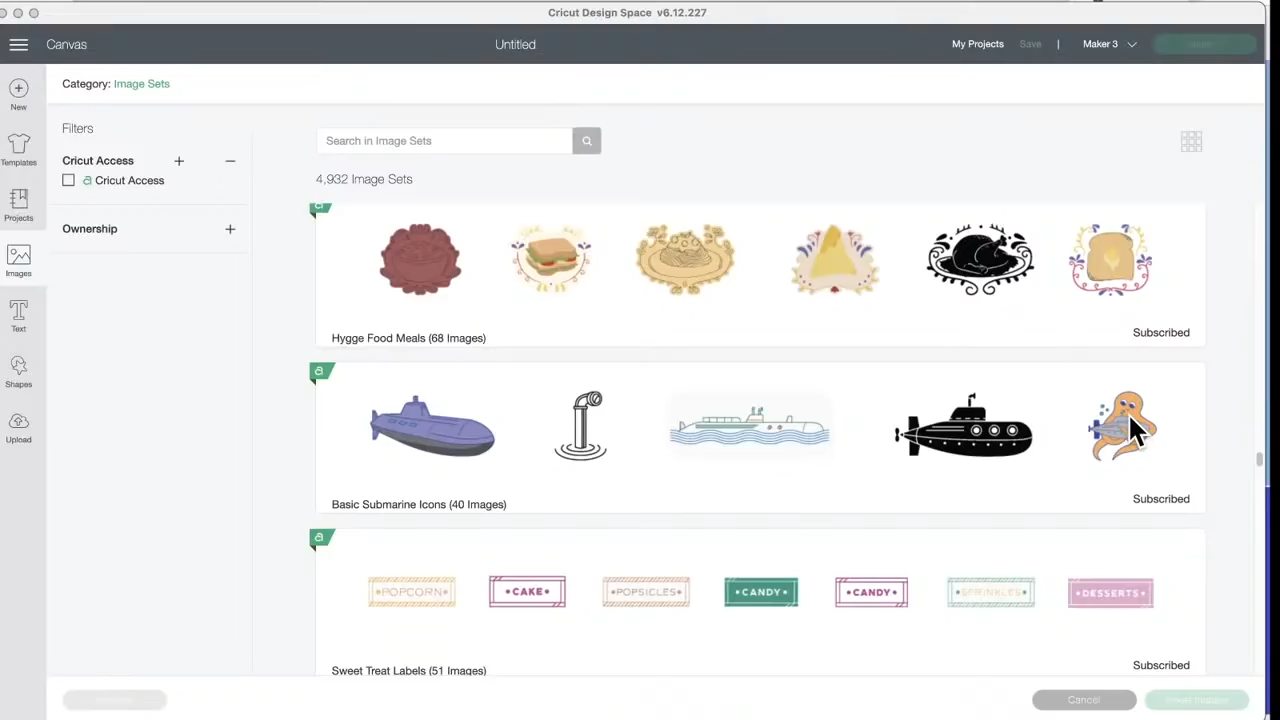 Cricut Design Space v6.12.227
Canvas
Untitled
My Projects
Save
|
Maker 3
New
Templates
Projects
Images
Text
Shapes
Upload
Category: Image Sets
Filters
Cricut Access
Cricut Access
Ownership
Search in Image Sets
4,932 Image Sets
Hygge Food Meals (68 Images)
Subscribed
Basic Submarine Icons (40 Images)
Subscribed
POPCORN
CAKE
POPSICLES
CANDY
CANDY
SPRINKLES
DESSERTS
Sweet Treat Labels (51 Images)
Subscribed
Cancel